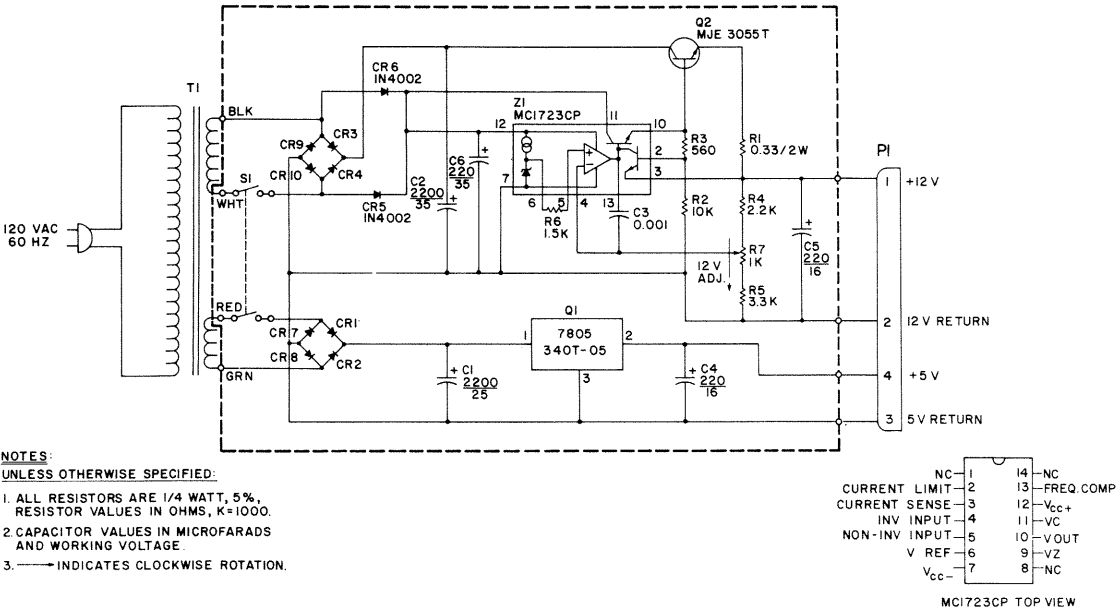 Q2
MJE 3055T
T1
CR6
1N4002
BLK
Z1
MC1723CP
11
10
12
CR9
CR3
CR10
CR4
C6
220
35
+
-
2
3
7
6
5
4
13
R3
560
R1
0.33/2W
P1
1
+12 V
S1
WHT
CR5
1N4002
C2
2200
35
+
R6
1.5K
C3
0.001
R2
10K
R4
2.2K
R7
1K
12 V
ADJ.
C5
220
16
+
120 VAC
60 HZ
R5
3.3K
RED
CR7
CR1
CR8
CR2
GRN
Q1
1
7805
340T-05
2
3
2
12 V RETURN
+
C1
2200
25
+
C4
220
16
4
+5 V
3
5 V RETURN
NOTES:
UNLESS OTHERWISE SPECIFIED:
1. ALL RESISTORS ARE 1/4 WATT, 5%,
RESISTOR VALUES IN OHMS, K=1000.
2. CAPACITOR VALUES IN MICROFARADS
AND WORKING VOLTAGE.
3. → INDICATES CLOCKWISE ROTATION.
NC 1 14 NC
CURRENT LIMIT 2 13 FREQ. COMP
CURRENT SENSE 3 12 VCC+
INV INPUT 4 11 VC
NON-INV INPUT 5 10 VOUT
V REF 6 9 VZ
VCC- 7 8 NC
MC1723CP TOP VIEW